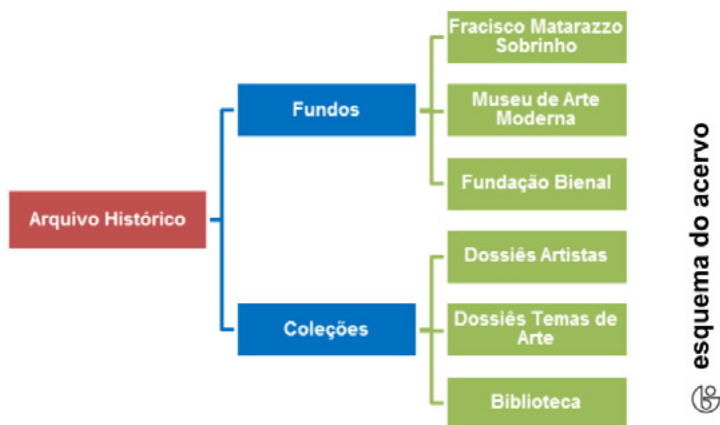 Arquivo Histórico
Fundos
Fracisco Matarazzo
Sobrinho
Museu de Arte
Moderna
Fundação Bienal
Coleções
Dossiês Artistas
Dossiês Temas de
Arte
Biblioteca
esquema do acervo